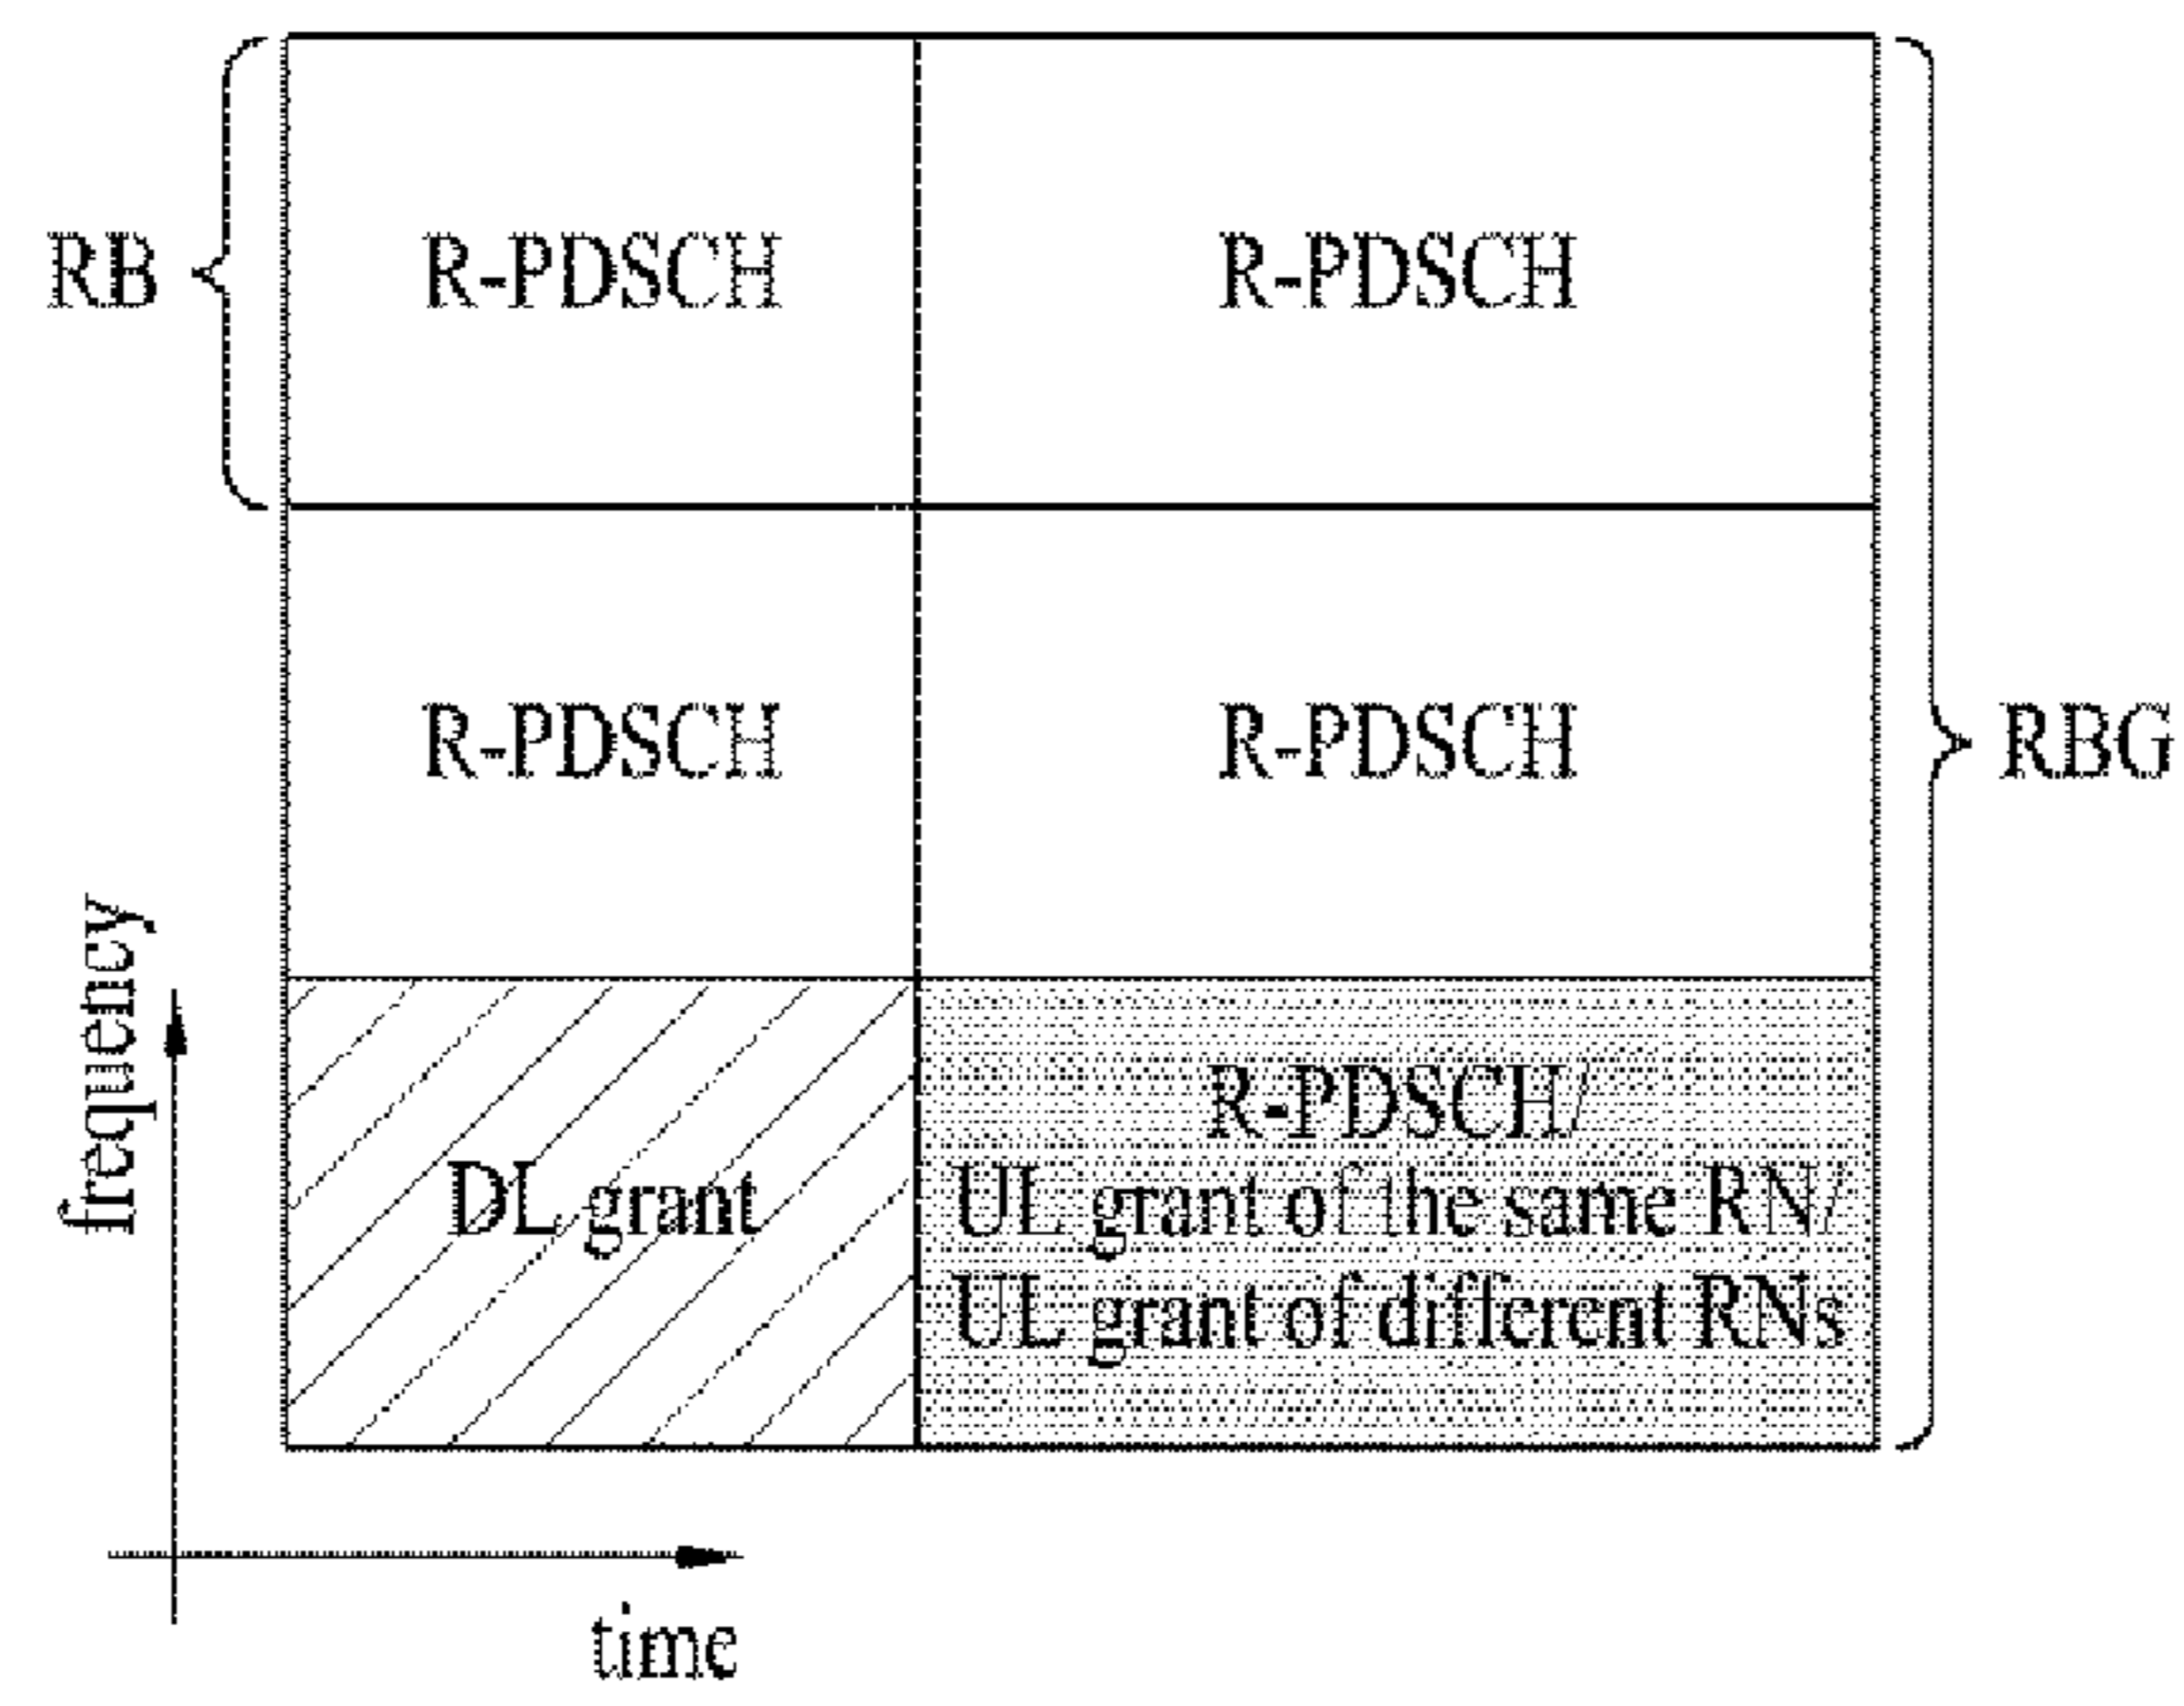 RB
R-PDSCH
R-PDSCH
R-PDSCH
R-PDSCH
RBG
frequency
DL grant
R-PDSCH/
UL grant of the same RN/
UL grant of different RNs
time